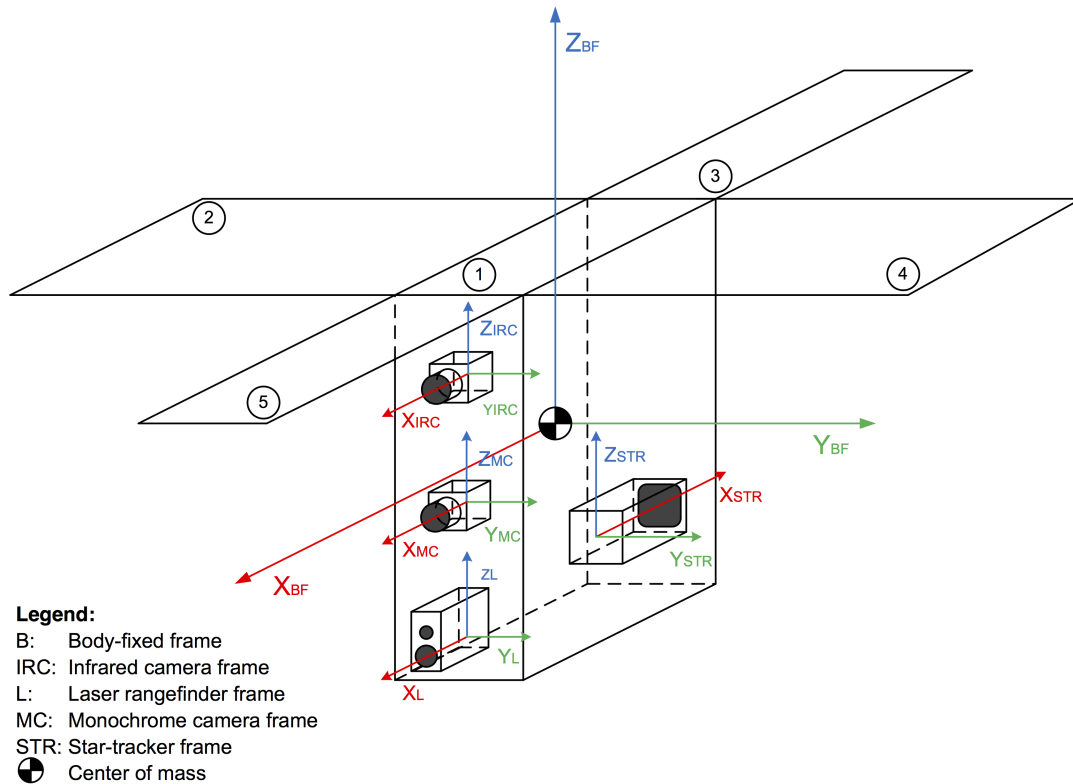 ZBF
3
2
1
4
ZIRC
5
XIRC
YIRC
YBF
ZMC
ZSTR
XSTR
XMC
YMC
YSTR
XBF
ZL
YL
XL
Legend:
B: Body-fixed frame
IRC: Infrared camera frame
L: Laser rangefinder frame
MC: Monochrome camera frame
STR: Star-tracker frame
Center of mass